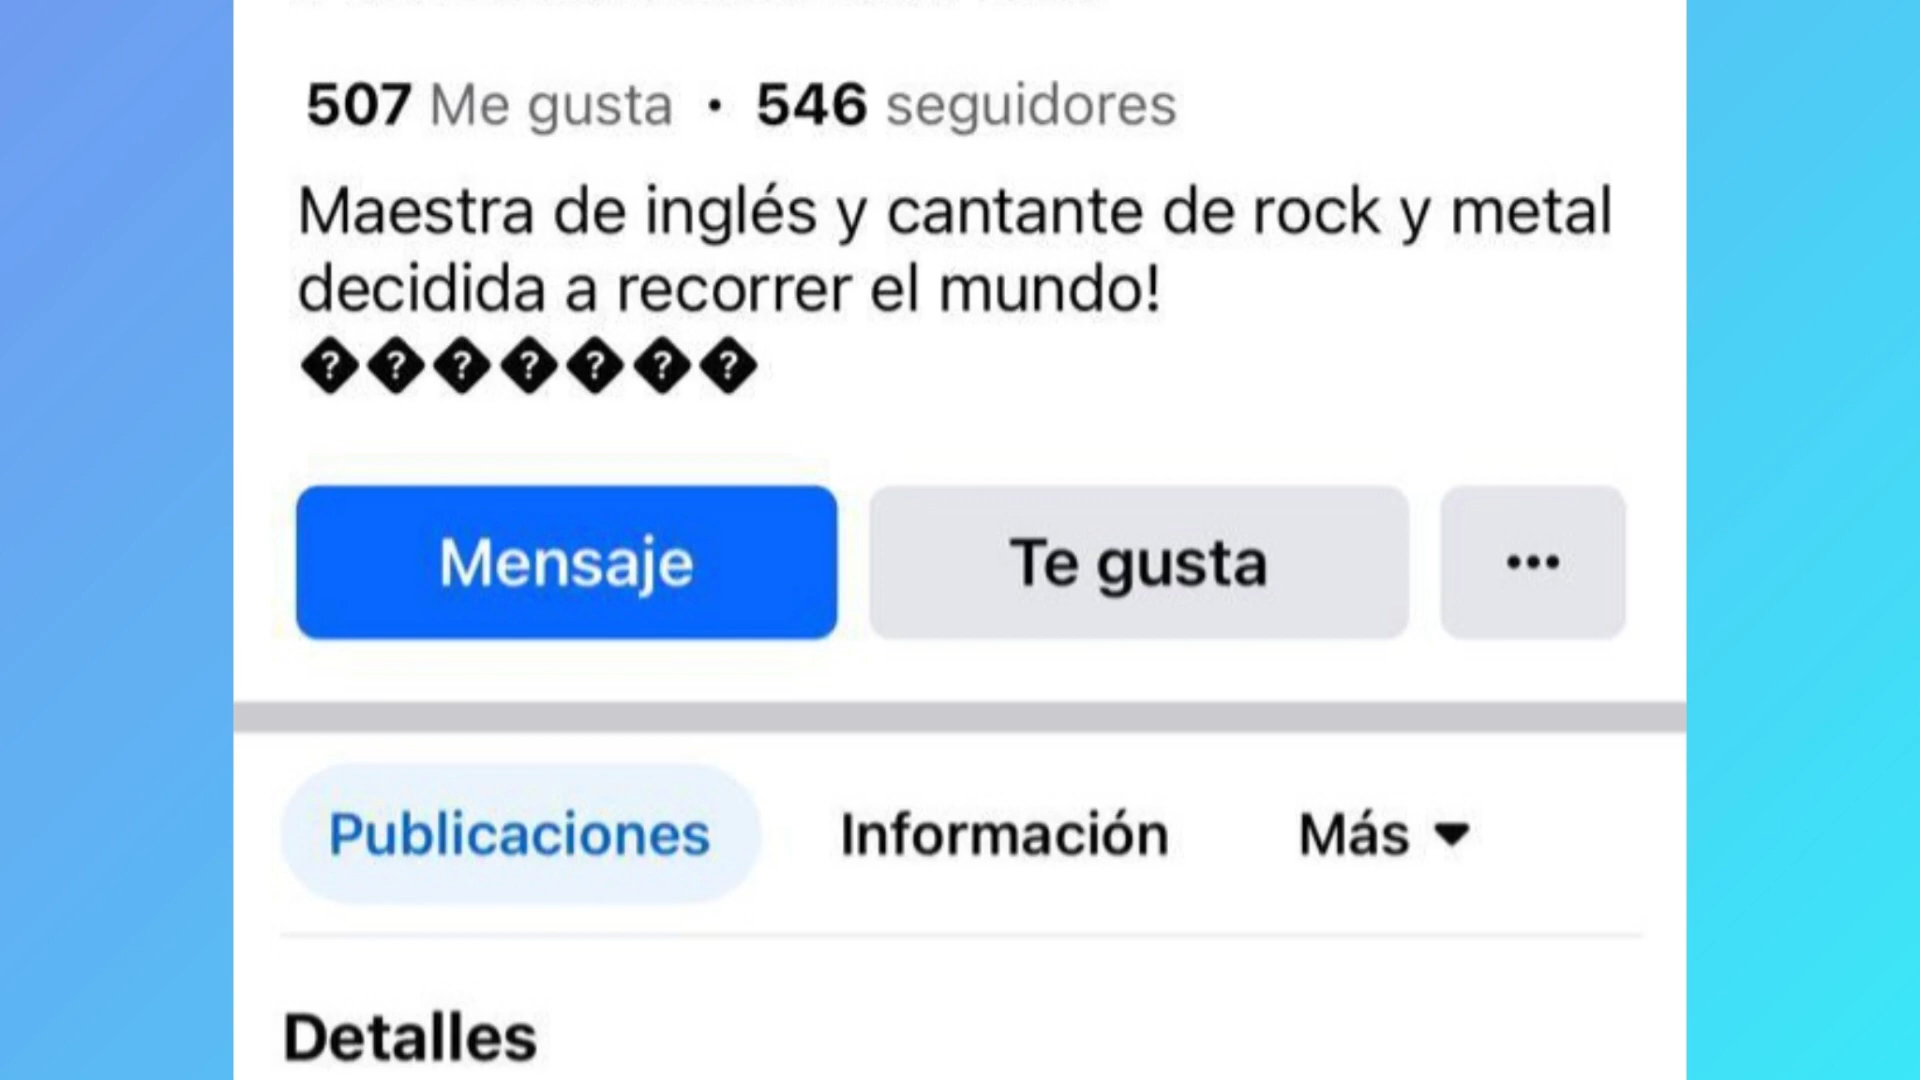 507 Me gusta · 546 seguidores
Maestra de inglés y cantante de rock y metal
decidida a recorrer el mundo!
�������
Mensaje
Te gusta
...
Publicaciones
Información
Más
Detalles